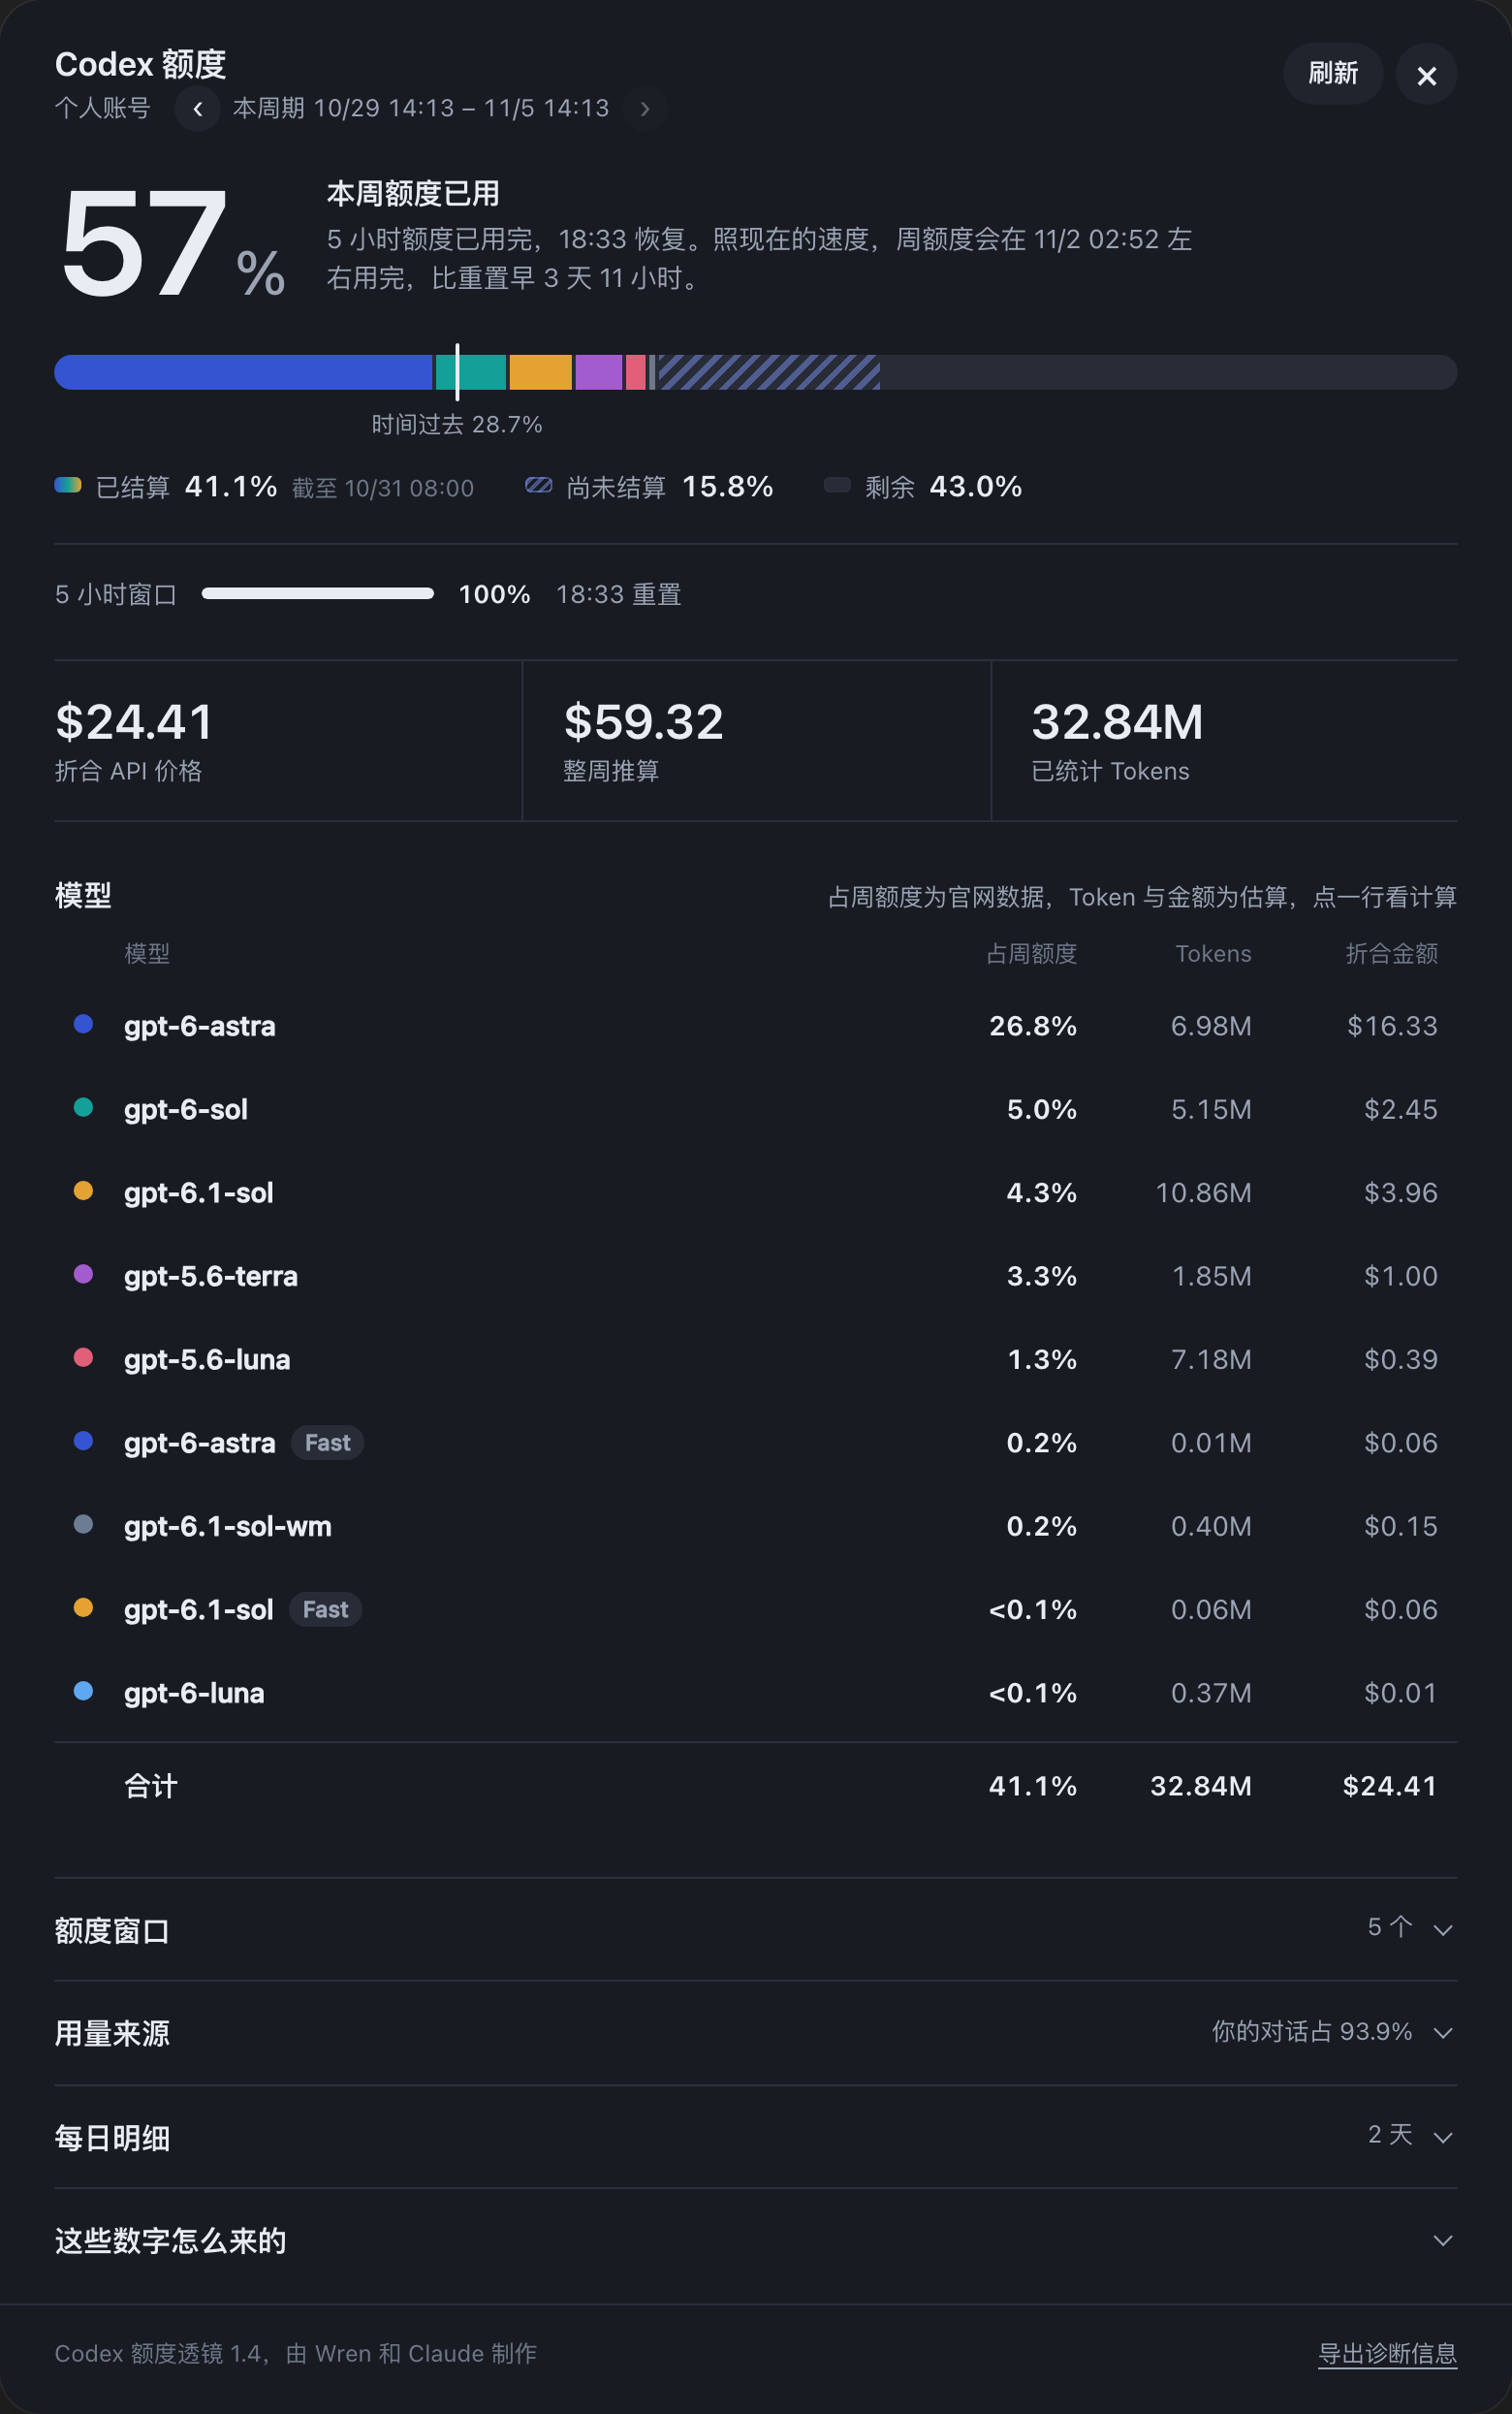 Codex 额度
刷新 ×
个人账号 ‹ 本周期 10/29 14:13 – 11/5 14:13 ›
57%
本周额度已用
5 小时额度已用完，18:33 恢复。照现在的速度，周额度会在 11/2 02:52 左
右用完，比重置早 3 天 11 小时。
时间过去 28.7%
已结算 41.1% 截至 10/31 08:00 尚未结算 15.8% 剩余 43.0%
5 小时窗口 100% 18:33 重置
$24.41 $59.32 32.84M
折合 API 价格 整周推算 已统计 Tokens
模型 占周额度为官网数据，Token 与金额为估算，点一行看计算
模型 占周额度 Tokens 折合金额
gpt-6-astra 26.8% 6.98M $16.33
gpt-6-sol 5.0% 5.15M $2.45
gpt-6.1-sol 4.3% 10.86M $3.96
gpt-5.6-terra 3.3% 1.85M $1.00
gpt-5.6-luna 1.3% 7.18M $0.39
gpt-6-astra Fast 0.2% 0.01M $0.06
gpt-6.1-sol-wm 0.2% 0.40M $0.15
gpt-6.1-sol Fast <0.1% 0.06M $0.06
gpt-6-luna <0.1% 0.37M $0.01
合计 41.1% 32.84M $24.41
额度窗口 5 个
用量来源 你的对话占 93.9%
每日明细 2 天
这些数字怎么来的
Codex 额度透镜 1.4，由 Wren 和 Claude 制作 导出诊断信息